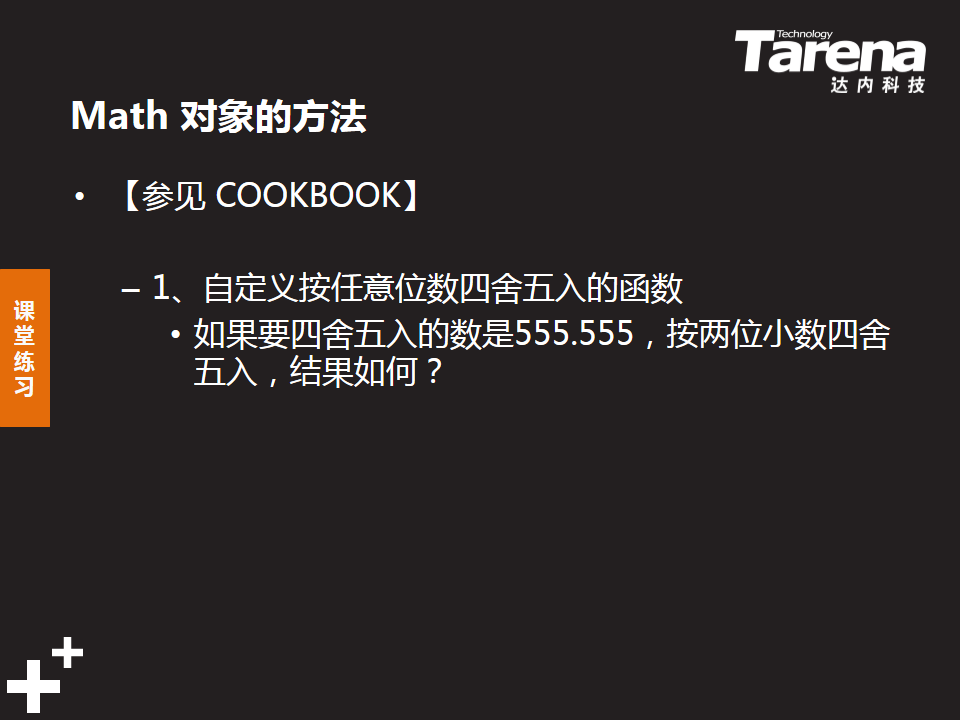 Technology
Tarena
达内科技
Math 对象的方法
• 【参见 COOKBOOK】
– 1、自定义按任意位数四舍五入的函数
• 如果要四舍五入的数是555.555，按两位小数四舍
五入，结果如何？
课
堂
练
习